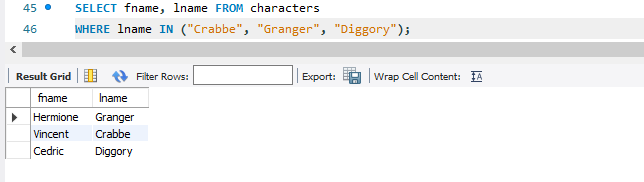 45 SELECT fname, lname FROM characters
46 WHERE lname IN ("Crabbe", "Granger", "Diggory");
Result Grid Filter Rows: Export: Wrap Cell Content:
fname lname
Hermione Granger
Vincent Crabbe
Cedric Diggory